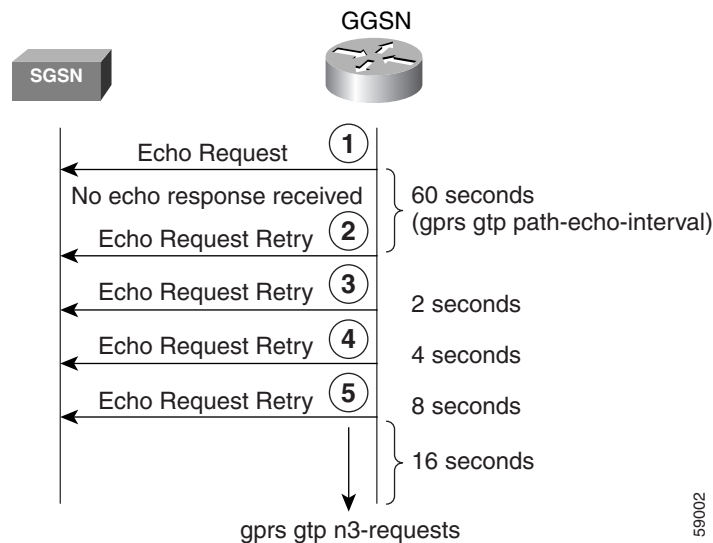 GGSN
SGSN
1
Echo Request
No echo response received
60 seconds
(gprs gtp path-echo-interval)
2
Echo Request Retry
3
Echo Request Retry
2 seconds
4
Echo Request Retry
4 seconds
5
Echo Request Retry
8 seconds
16 seconds
gprs gtp n3-requests
59002